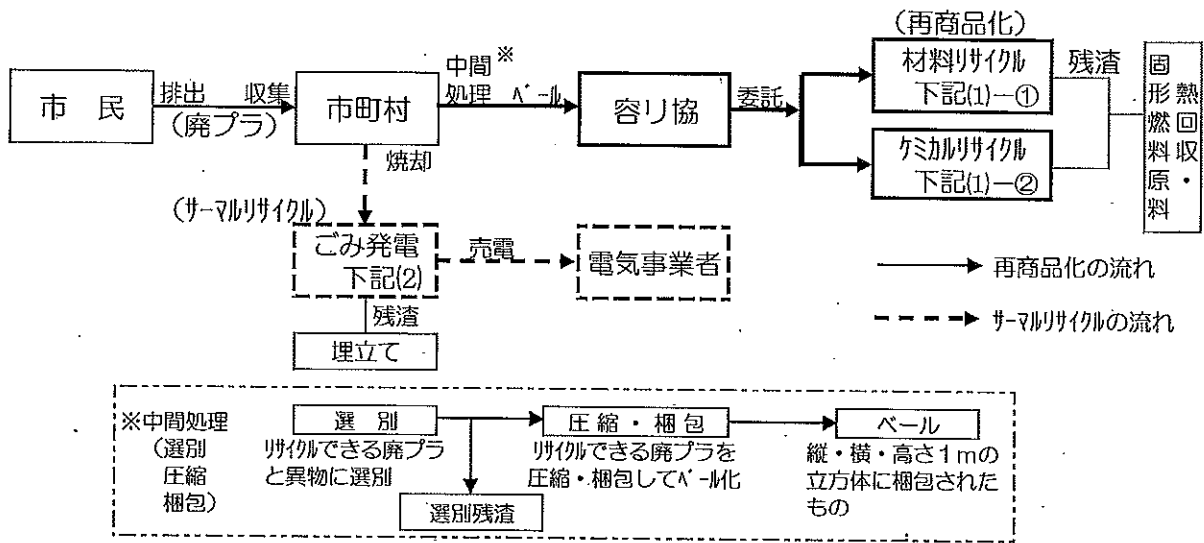 (再商品化)
市 民
排出 収集
(廃プラ)
市町村
中間※
処理 ベール
容リ協
委託
材料リサイクル
下記(1)－①
ケミカルリサイクル
下記(1)－②
残渣
熱回収・
固形燃料原料
焼却
(サーマルリサイクル)
ごみ発電
下記(2)
売電
電気事業者
残渣
埋立て
再商品化の流れ
サーマルリサイクルの流れ
※中間処理
(選別
圧縮
梱包)
選 別
リサイクルできる廃プラ
と異物に選別
選別残渣
圧縮・梱包
リサイクルできる廃プラを
圧縮・梱包してベール化
ベール
縦・横・高さ1mの
立方体に梱包された
もの